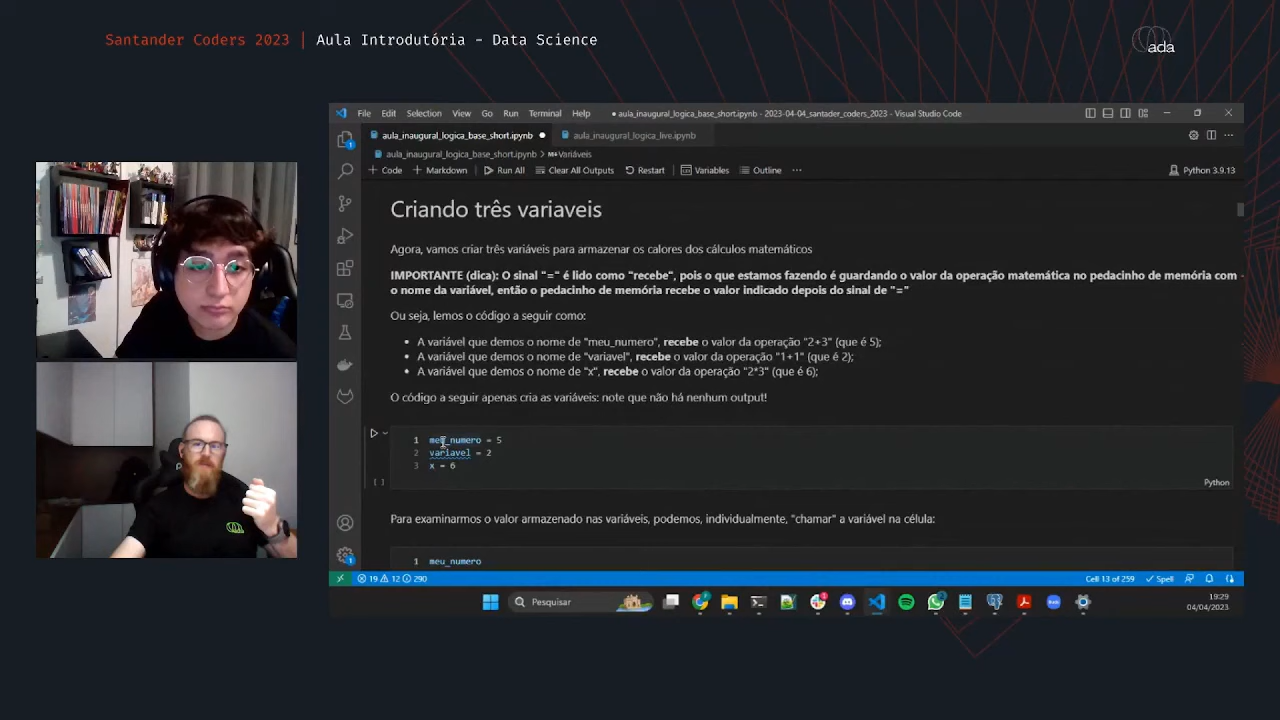 Santander Coders 2023 | Aula Introdutória - Data Science
ada
File Edit Selection View Go Run Terminal Help
● aula_inaugural_logica_base_short.ipynb - 2023-04-04_santader_coders_2023 - Visual Studio Code
aula_inaugural_logica_base_short.ipynb ●
aula_inaugural_logica_live.ipynb
aula_inaugural_logica_base_short.ipynb > M↓Variáveis
+ Code + Markdown Run All Clear All Outputs Restart Variables Outline ···
Python 3.9.13
Criando três variaveis
Agora, vamos criar três variáveis para armazenar os calores dos cálculos matemáticos
IMPORTANTE (dica): O sinal "=" é lido como "recebe", pois o que estamos fazendo é guardando o valor da operação matemática no pedacinho de memória com
o nome da variável, então o pedacinho de memória recebe o valor indicado depois do sinal de "="
Ou seja, lemos o código a seguir como:
• A variável que demos o nome de "meu_numero", recebe o valor da operação "2+3" (que é 5);
• A variável que demos o nome de "variavel", recebe o valor da operação "1+1" (que é 2);
• A variável que demos o nome de "x", recebe o valor da operação "2*3" (que é 6);
O código a seguir apenas cria as variáveis: note que não há nenhum output!
1 meu_numero = 5
2 variavel = 2
3 x = 6
[ ]
Python
Para examinarmos o valor armazenado nas variáveis, podemos, individualmente, "chamar" a variável na célula:
1 meu_numero
19 12 290
Cell 13 of 259 Spell
Pesquisar
19:29
04/04/2023